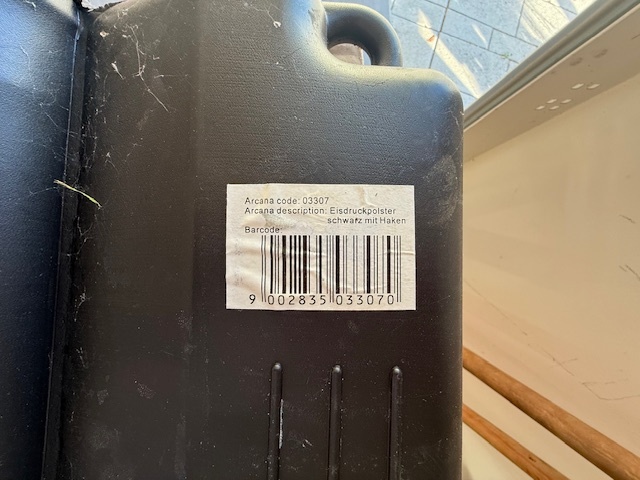 Arcana code: 03307
Arcana description: Eisdruckpolster
schwarz mit Haken
Barcode:
9 002835 033070